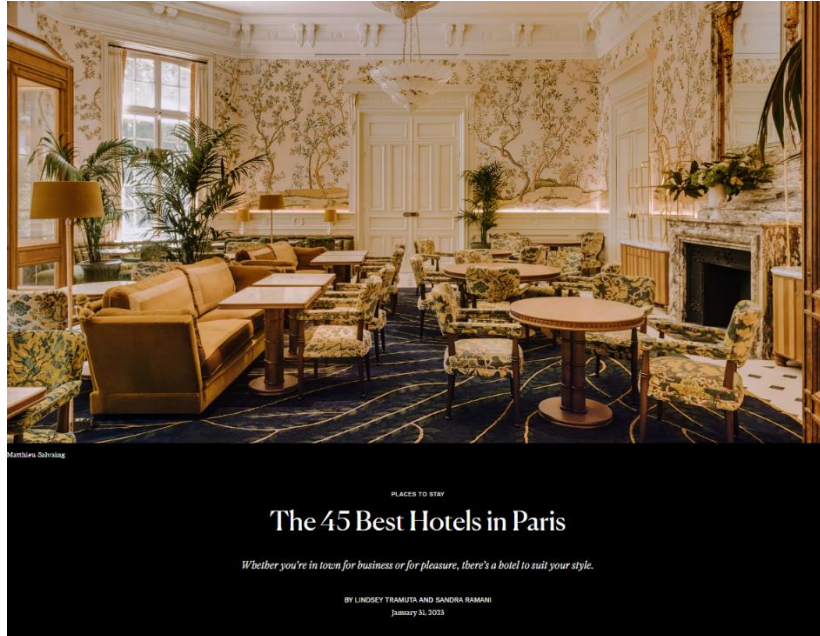 Matthieu Salvaing
PLACES TO STAY
The 45 Best Hotels in Paris
Whether you're in town for business or for pleasure, there's a hotel to suit your style.
BY LINDSEY TRAMUTA AND SANDRA RAMANI
January 31, 2023